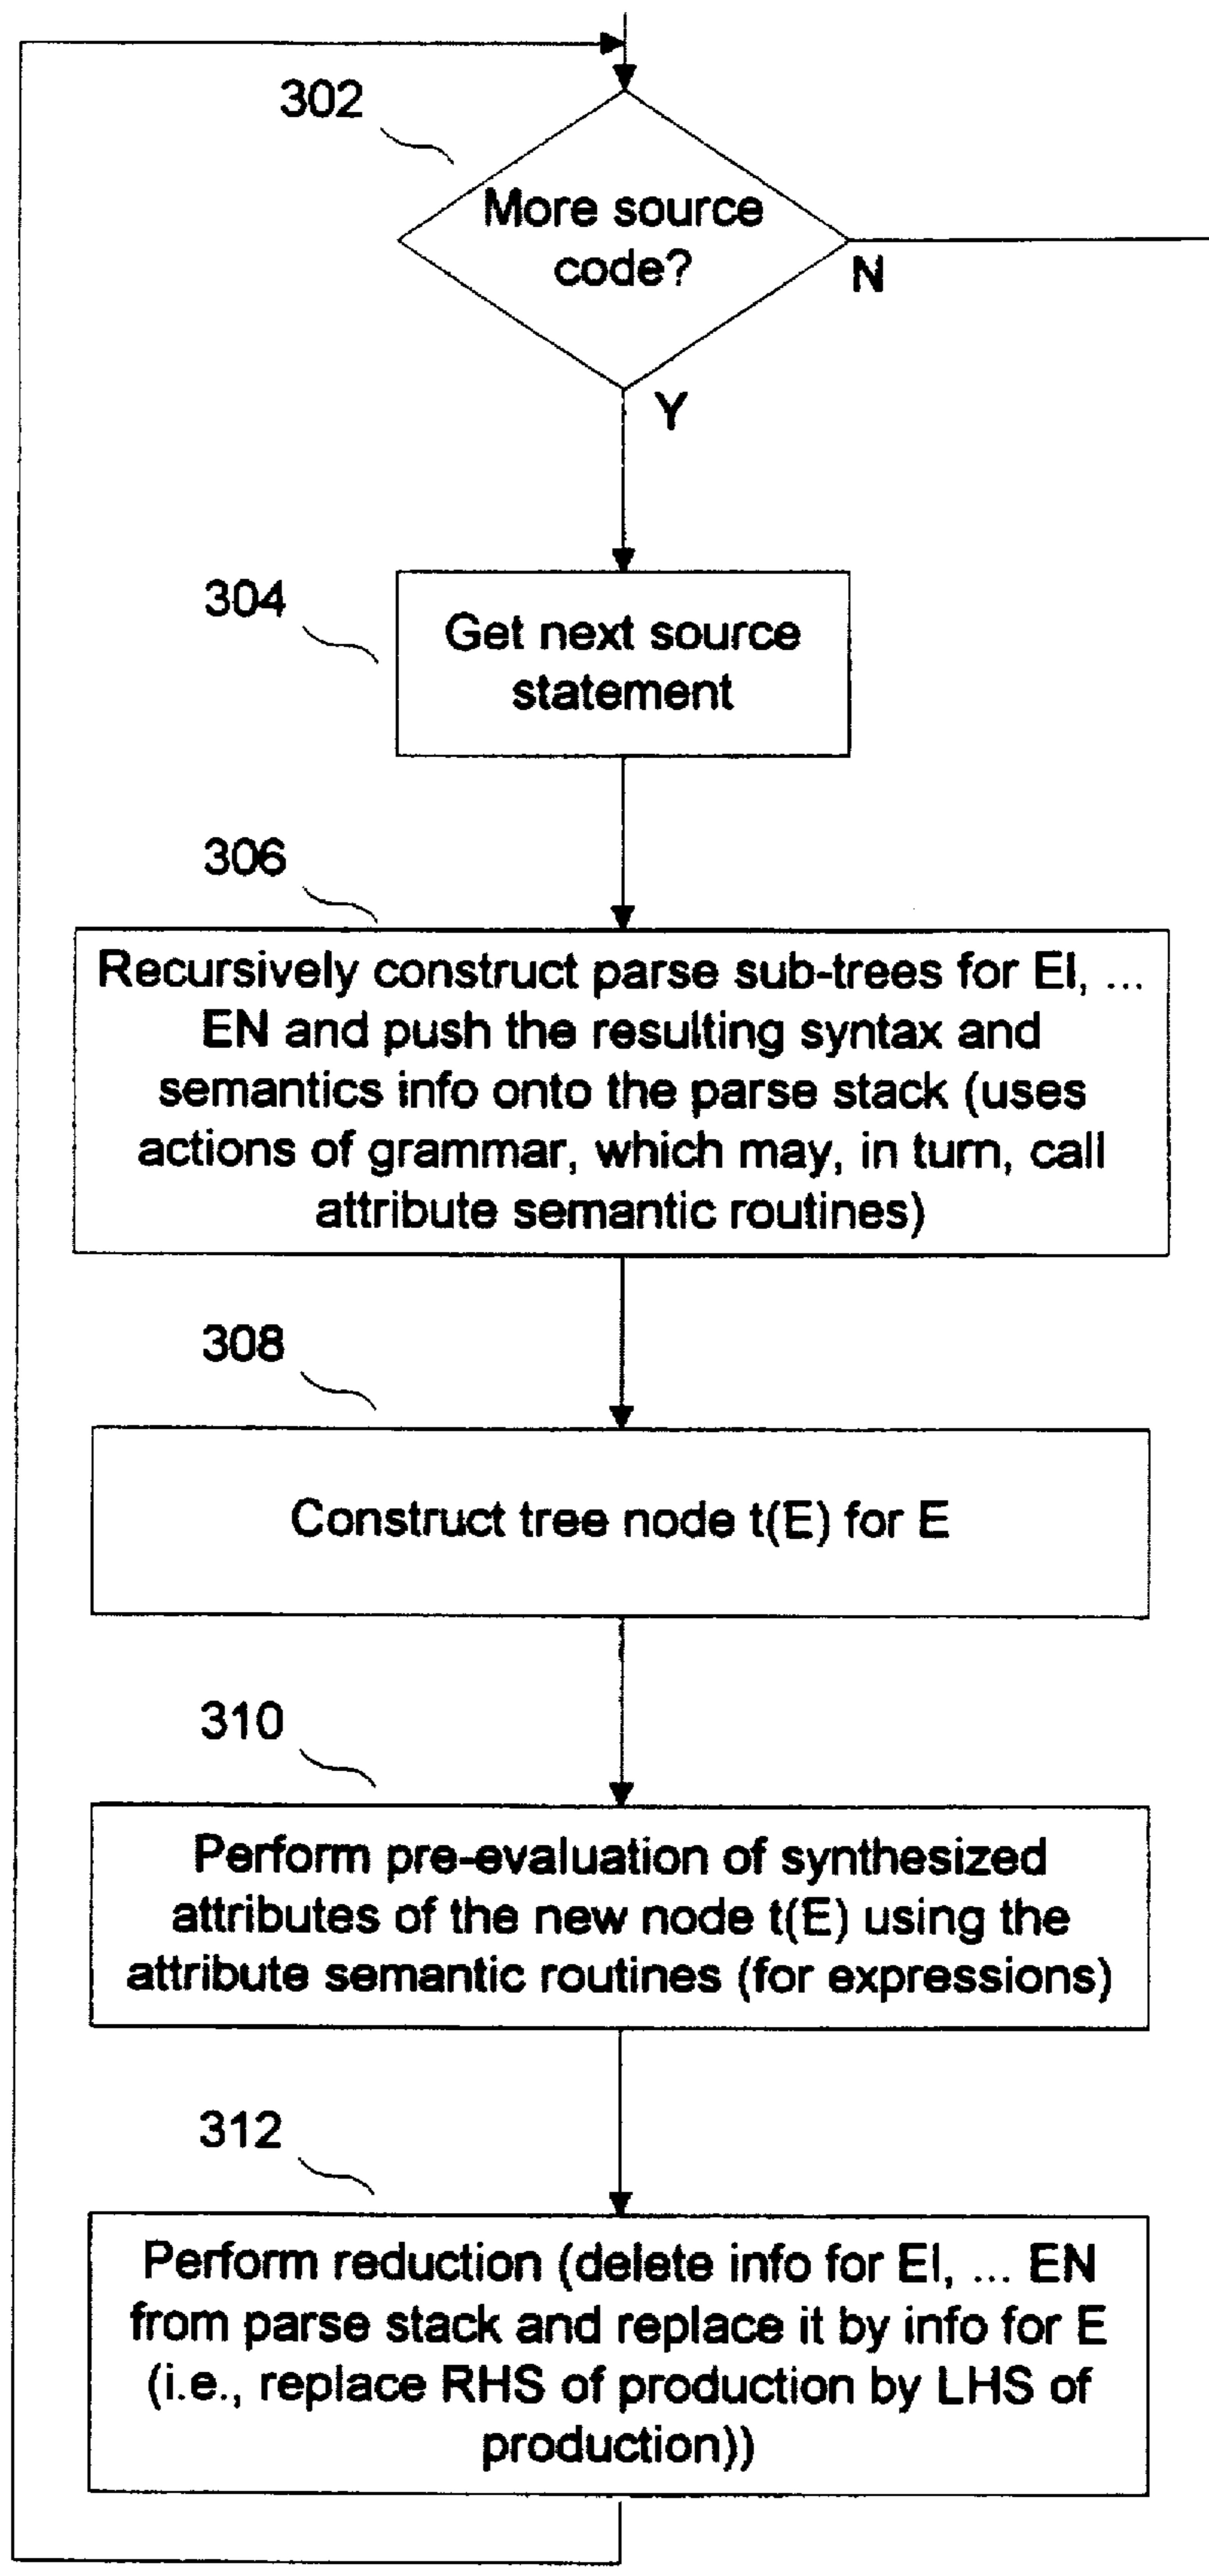 302
More source
code?
N
Y
304
Get next source
statement
306
Recursively construct parse sub-trees for EI, ...
EN and push the resulting syntax and
semantics info onto the parse stack (uses
actions of grammar, which may, in turn, call
attribute semantic routines)
308
Construct tree node t(E) for E
310
Perform pre-evaluation of synthesized
attributes of the new node t(E) using the
attribute semantic routines (for expressions)
312
Perform reduction (delete info for EI, ... EN
from parse stack and replace it by info for E
(i.e., replace RHS of production by LHS of
production))